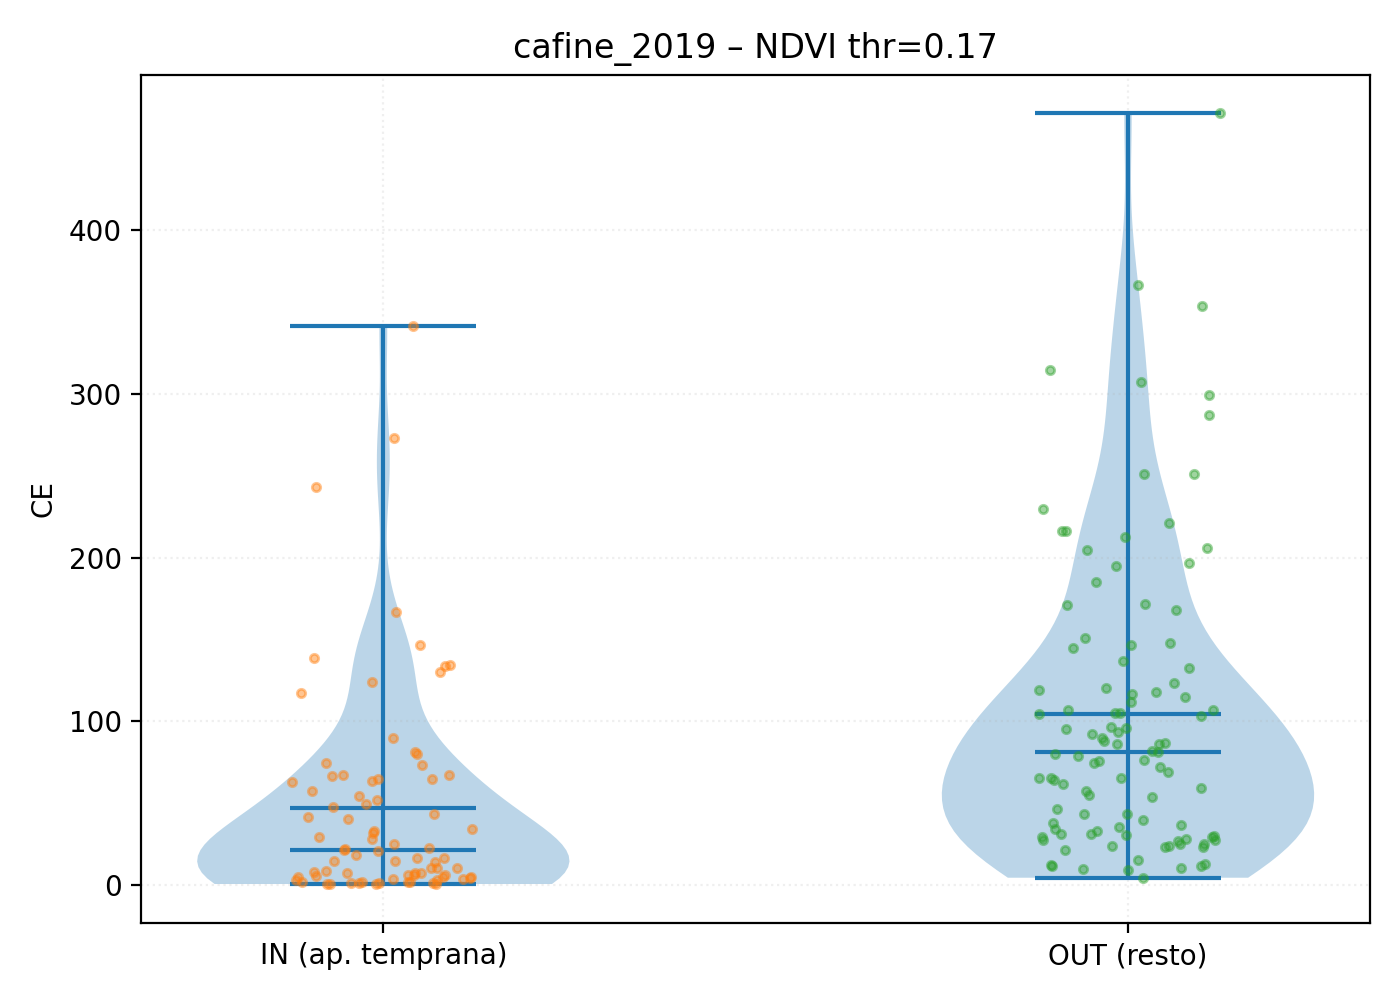 cafine_2019 – NDVI thr=0.17
CE
400
300
200
100
0
IN (ap. temprana)
OUT (resto)